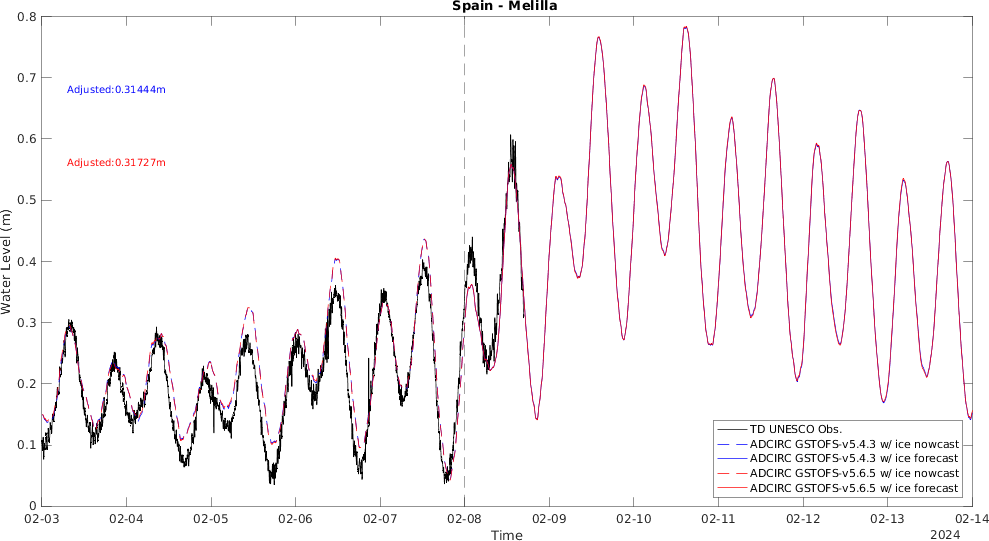 Spain - Melilla
Water Level (m)
0.8
0.7
0.6
0.5
0.4
0.3
0.2
0.1
0
Adjusted:0.31444m
Adjusted:0.31727m
TD UNESCO Obs.
ADCIRC GSTOFS-v5.4.3 w/ ice nowcast
ADCIRC GSTOFS-v5.4.3 w/ ice forecast
ADCIRC GSTOFS-v5.6.5 w/ ice nowcast
ADCIRC GSTOFS-v5.6.5 w/ ice forecast
02-03 02-04 02-05 02-06 02-07 02-08 02-09 02-10 02-11 02-12 02-13 02-14
Time
2024